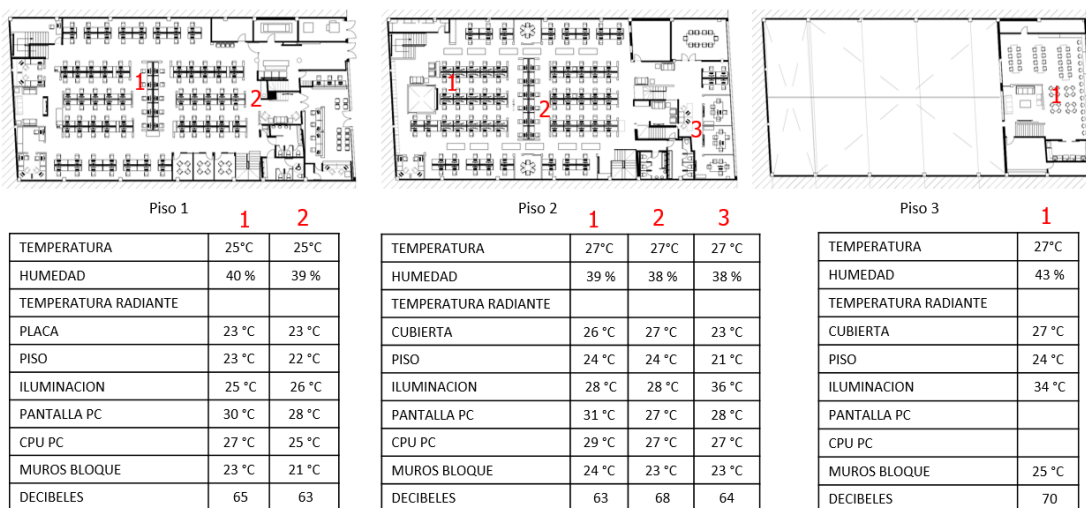 1
2
1
2
3
1
Piso 1
1 2
TEMPERATURA 25°C 25°C
HUMEDAD 40 % 39 %
TEMPERATURA RADIANTE
PLACA 23 °C 23 °C
PISO 23 °C 22 °C
ILUMINACION 25 °C 26 °C
PANTALLA PC 30 °C 28 °C
CPU PC 27 °C 25 °C
MUROS BLOQUE 23 °C 21 °C
DECIBELES 65 63
Piso 2
1 2 3
TEMPERATURA 27°C 27°C 27 °C
HUMEDAD 39 % 38 % 38 %
TEMPERATURA RADIANTE
CUBIERTA 26 °C 27 °C 23 °C
PISO 24 °C 24 °C 21 °C
ILUMINACION 28 °C 28 °C 36 °C
PANTALLA PC 31 °C 27 °C 28 °C
CPU PC 29 °C 27 °C 27 °C
MUROS BLOQUE 24 °C 23 °C 23 °C
DECIBELES 63 68 64
Piso 3
1
TEMPERATURA 27°C
HUMEDAD 43 %
TEMPERATURA RADIANTE
CUBIERTA 27 °C
PISO 24 °C
ILUMINACION 34 °C
PANTALLA PC
CPU PC
MUROS BLOQUE 25 °C
DECIBELES 70